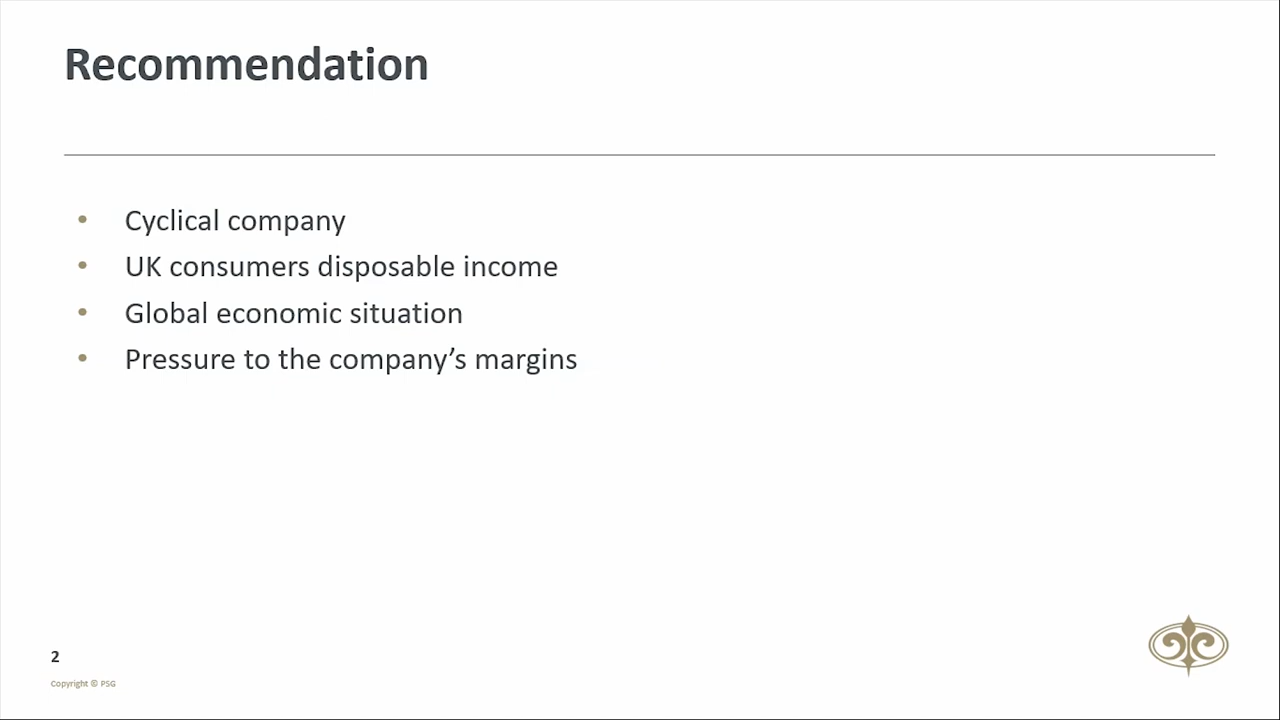 Recommendation
• Cyclical company
• UK consumers disposable income
• Global economic situation
• Pressure to the company’s margins
2
Copyright © PSG